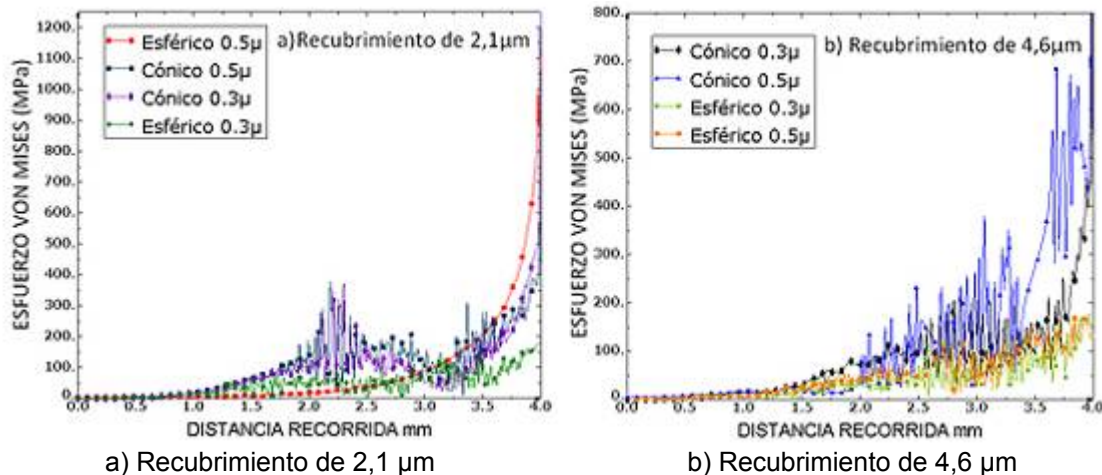 a)Recubrimiento de 2,1µm
Esférico 0.5µ
Cónico 0.5µ
Cónico 0.3µ
Esférico 0.3µ
ESFUERZO VON MISES (MPa)
1200.
1100
1000
900.
800.
700.
600.
500.
400.
300.
200.
100.
0.
0.0 0.5 1.0 1.5 2.0 2.5 3.0 3.5 4.0
DISTANCIA RECORRIDA mm
b) Recubrimiento de 4,6µm
Cónico 0.3µ
Cónico 0.5µ
Esférico 0.3µ
Esférico 0.5µ
ESFUERZO VON MISES (MPa)
800.
700.
600.
500.
400.
300.
200.
100.
0.
0.0 0.5 1.0 1.5 2.0 2.5 3.0 3.5 4.0
DISTANCIA RECORRIDA mm
a) Recubrimiento de 2,1 µm
b) Recubrimiento de 4,6 µm